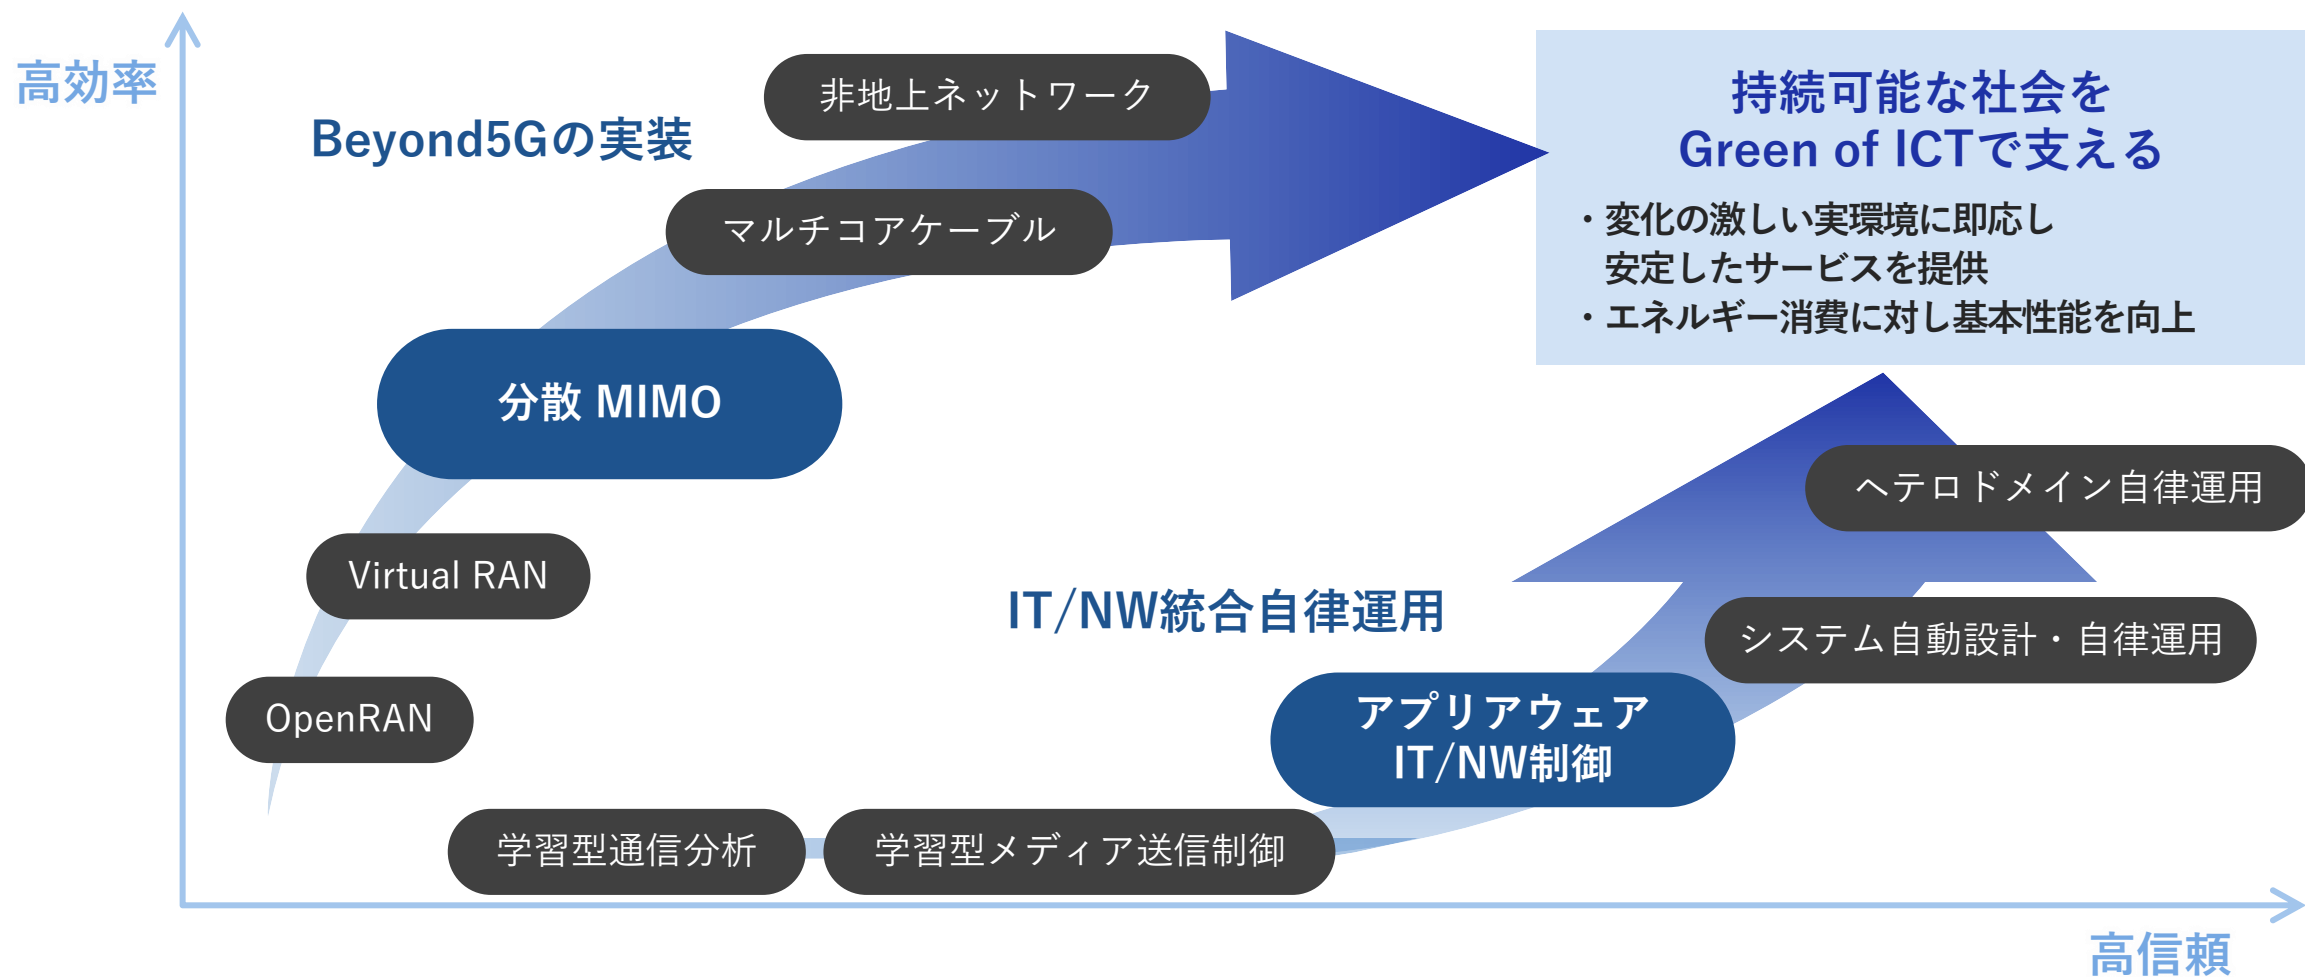 高効率
Beyond5Gの実装
非地上ネットワーク
マルチコアケーブル
分散 MIMO
Virtual RAN
OpenRAN
持続可能な社会を
Green of ICTで支える
・変化の激しい実環境に即応し
安定したサービスを提供
・エネルギー消費に対し基本性能を向上
IT/NW統合自律運用
ヘテロドメイン自律運用
システム自動設計・自律運用
アプリアウェア
IT/NW制御
学習型通信分析
学習型メディア送信制御
高信頼